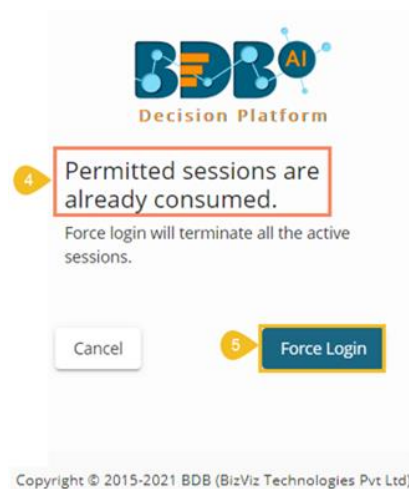 BDB AI
Decision Platform
4
Permitted sessions are
already consumed.
Force login will terminate all the active
sessions.
Cancel
5
Force Login
Copyright © 2015-2021 BDB (BizViz Technologies Pvt Ltd)